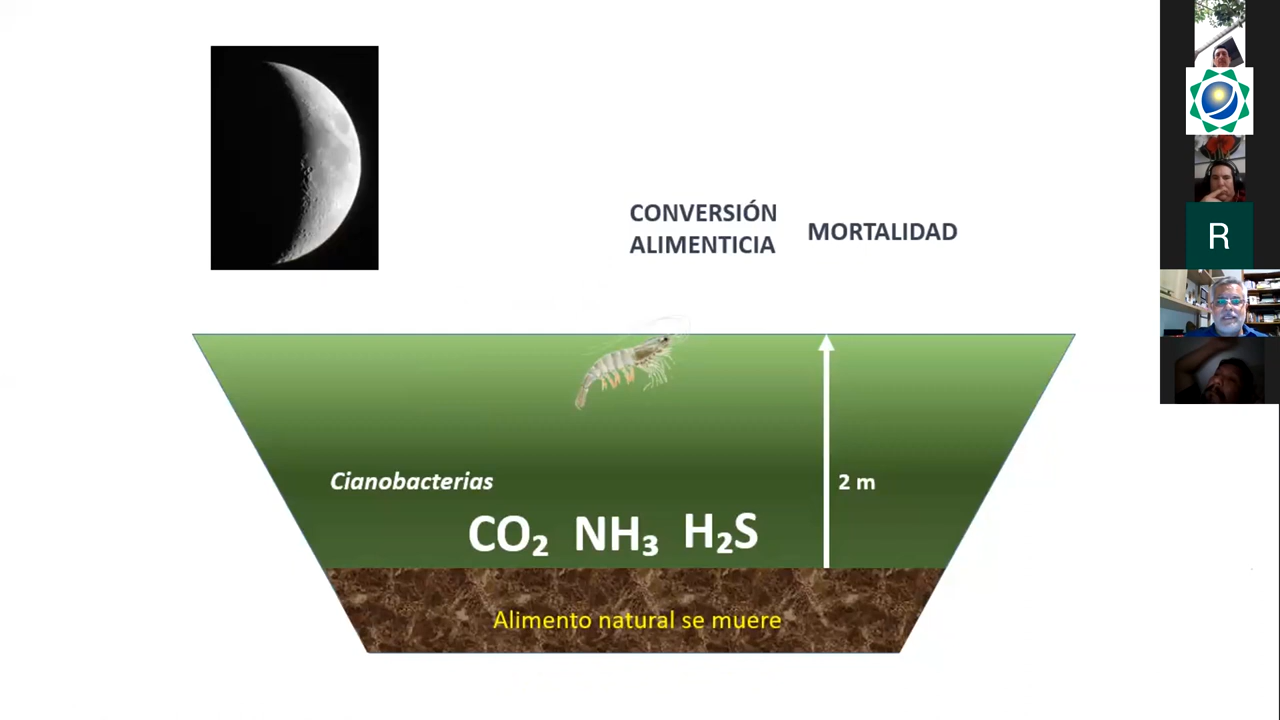 CONVERSIÓN
ALIMENTICIA
MORTALIDAD
R
Cianobacterias
2 m
CO₂ NH₃ H₂S
Alimento natural se muere